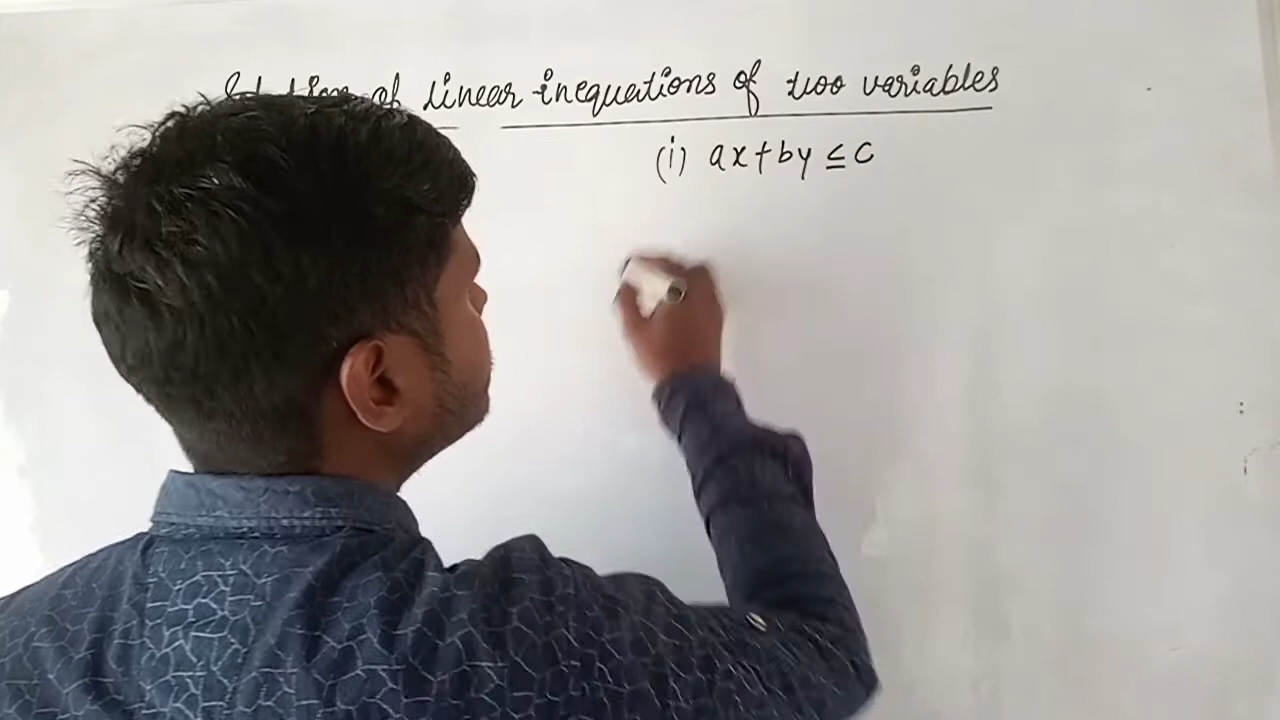 of linear inequations of two variables
(i) ax+by ≤ c